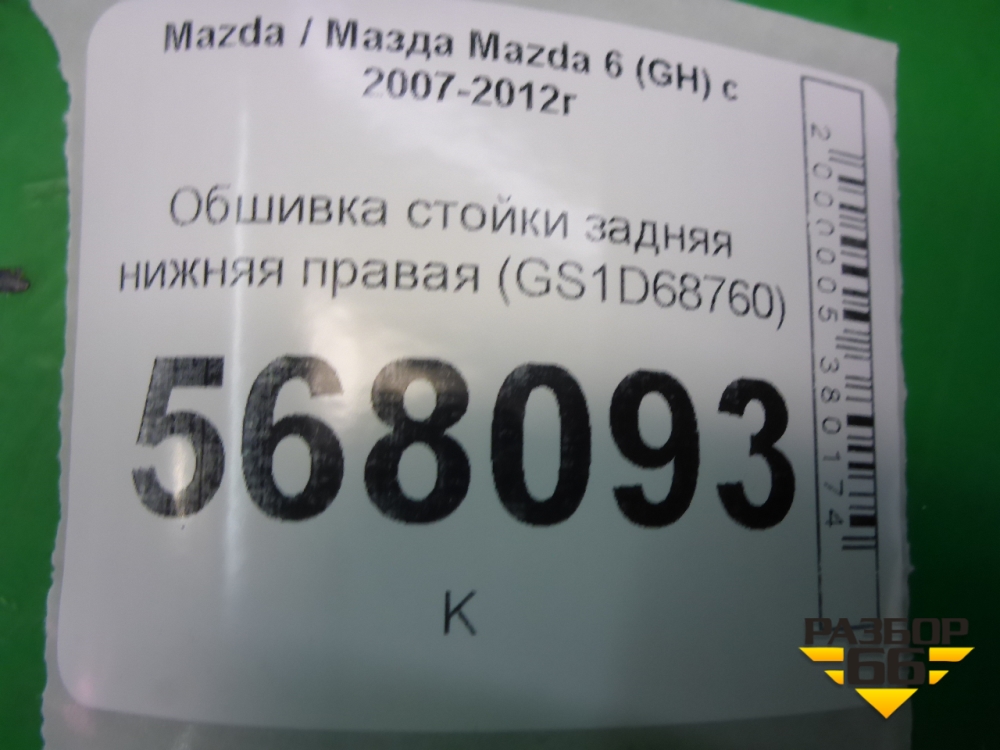 Mazda / Мазда Mazda 6 (GH) с
2007-2012г
Обшивка стойки задняя
нижняя правая (GS1D68760)
568093
К
2000005380174
РАЗБОР
66